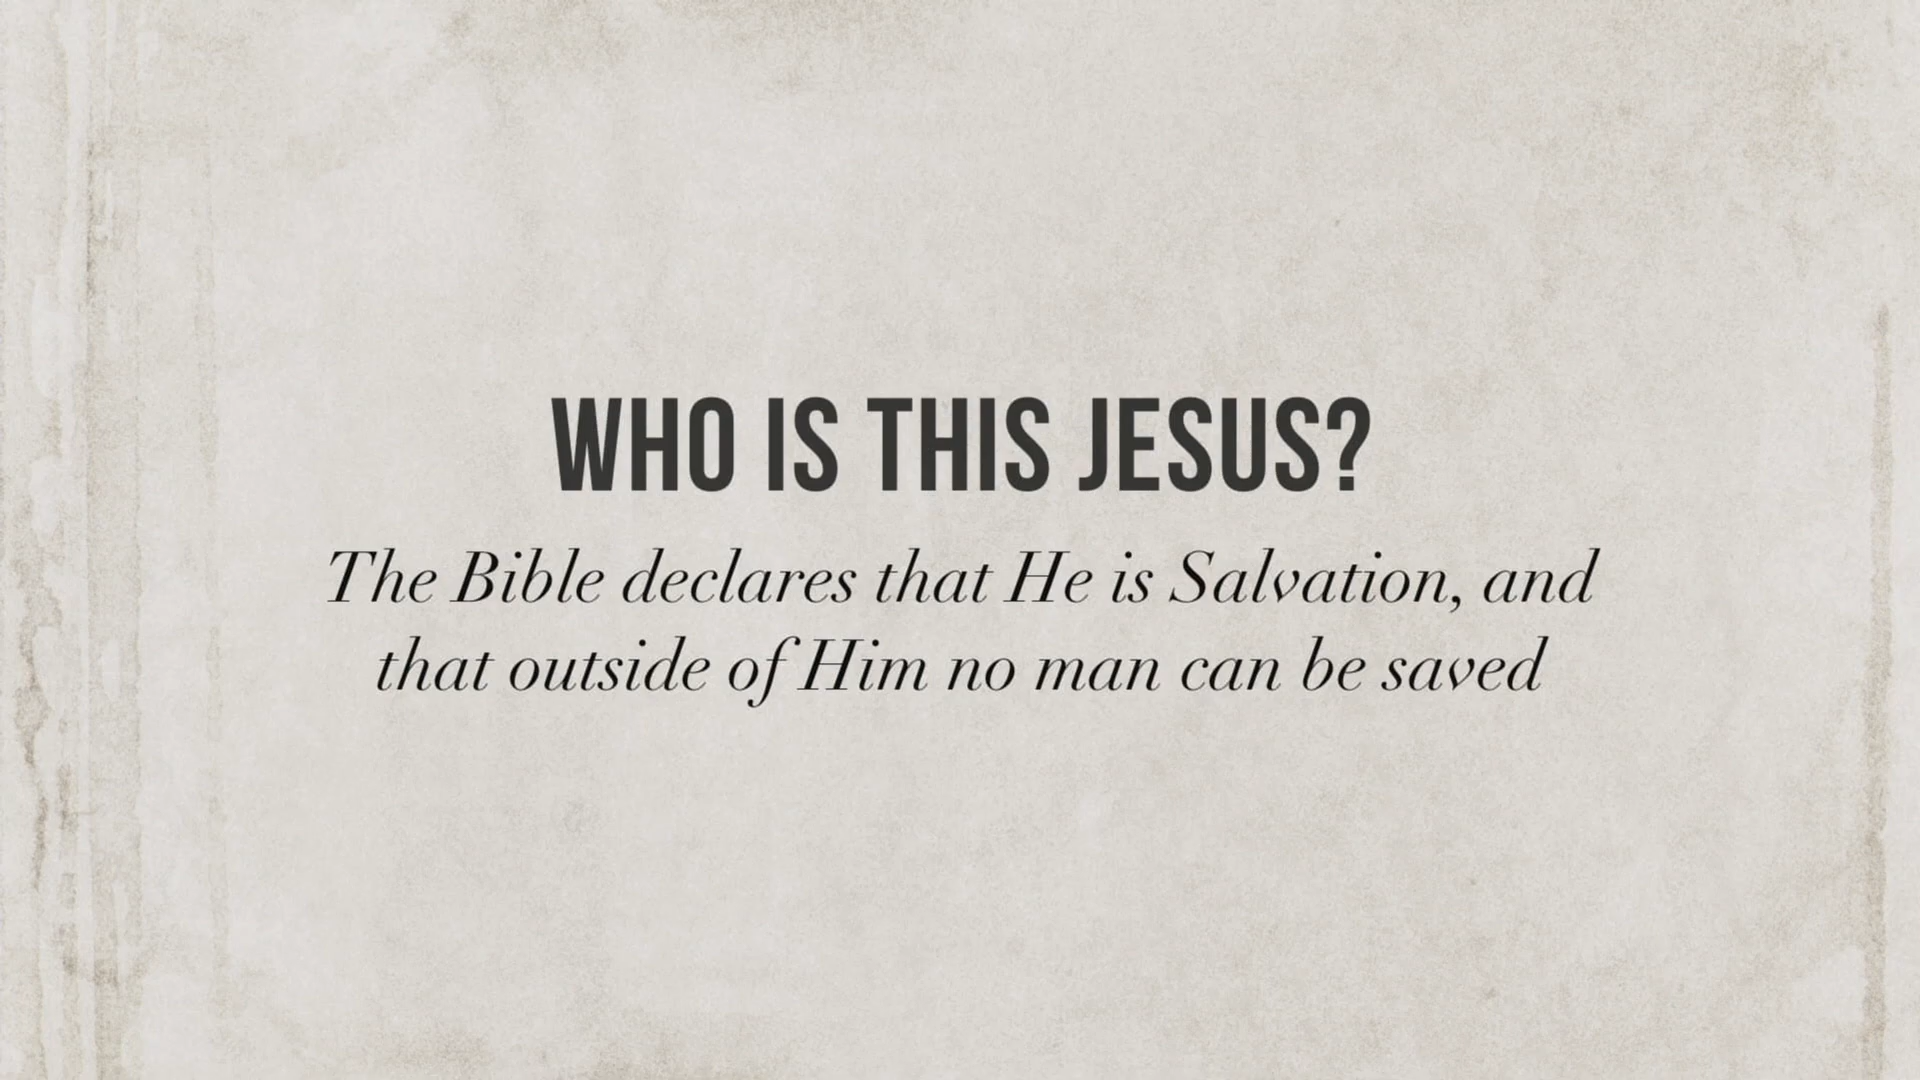 WHO IS THIS JESUS?
The Bible declares that He is Salvation, and
that outside of Him no man can be saved